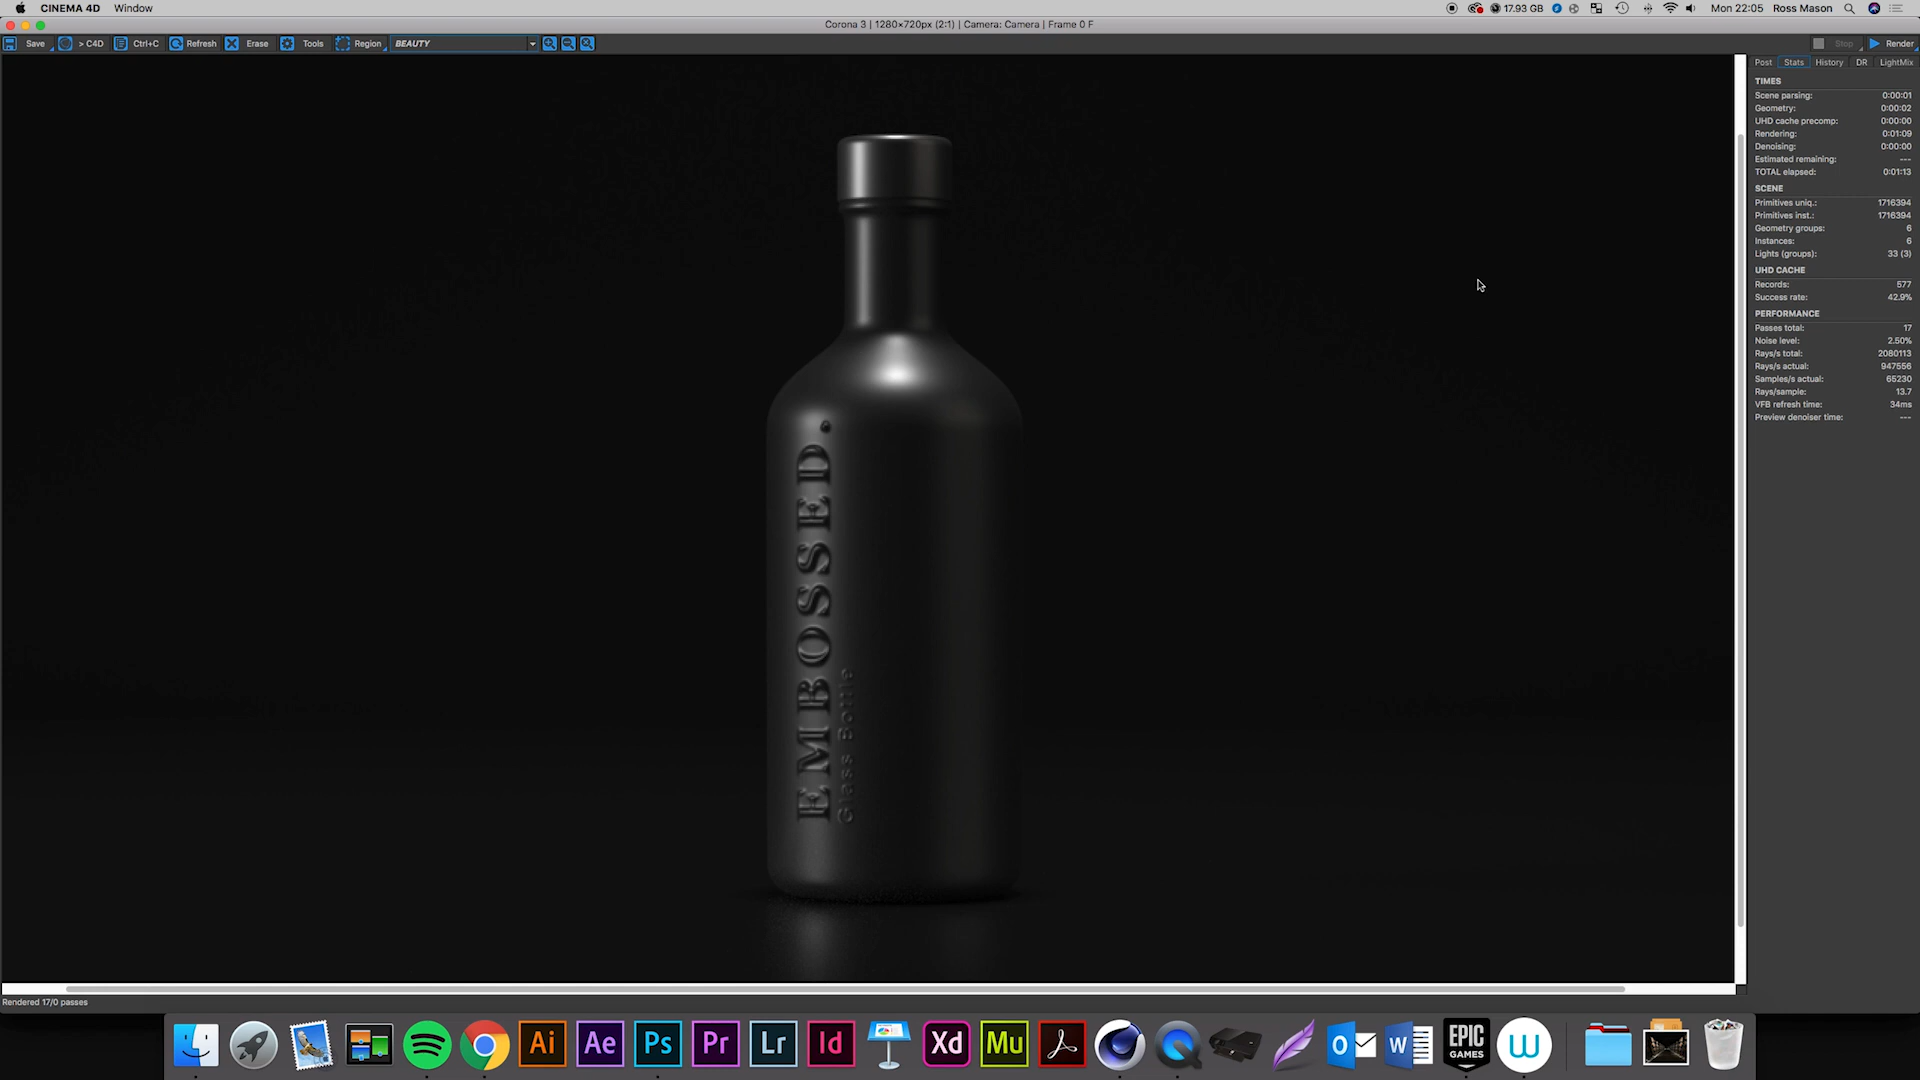 CINEMA 4D Window
17.93 GB Mon 22:05 Ross Mason
Corona 3 | 1280×720px (2:1) | Camera: Camera | Frame 0 F
Save > C4D Ctrl+C Refresh Erase Tools Region BEAUTY Stop Render
Post Stats History DR LightMix
TIMES
Scene parsing: 0:00:01
Geometry: 0:00:02
UHD cache precomp: 0:00:00
Rendering: 0:01:09
Denoising: 0:00:00
Estimated remaining: ---
TOTAL elapsed: 0:01:13
SCENE
Primitives uniq.: 1716394
Primitives inst.: 1716394
Geometry groups: 6
Instances: 6
Lights (groups): 33 (3)
UHD CACHE
Records: 577
Success rate: 42.9%
PERFORMANCE
Passes total: 17
Noise level: 2.50%
Rays/s total: 2080113
Rays/s actual: 947556
Samples/s actual: 65230
Rays/sample: 13.7
VFB refresh time: 34ms
Preview denoiser time: ---
EMBOSSED.
Glass Bottle
Rendered 17/0 passes
Ai Ae Ps Pr Lr Id Xd Mu O W EPIC GAMES W